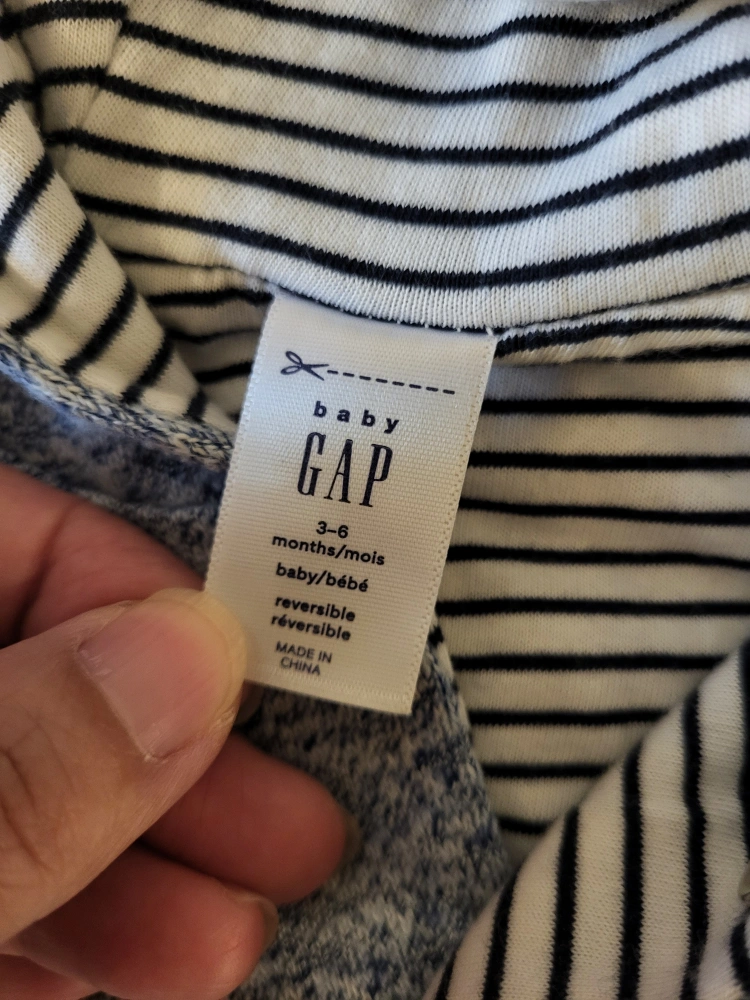 baby
GAP
3–6
months/mois
baby/bébé
reversible
réversible
MADE IN
CHINA